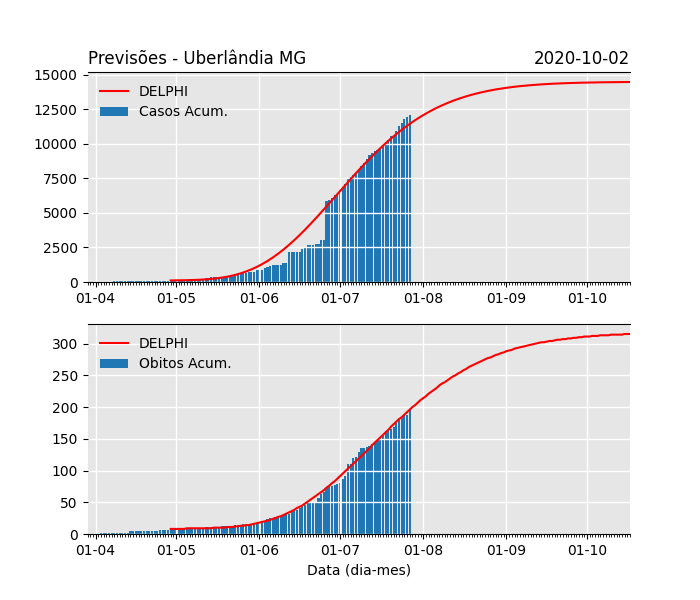 Previsões - Uberlândia MG 2020-10-02
15000
12500
10000
7500
5000
2500
0
DELPHI
Casos Acum.
01-04 01-05 01-06 01-07 01-08 01-09 01-10
300
250
200
150
100
50
0
DELPHI
Obitos Acum.
01-04 01-05 01-06 01-07 01-08 01-09 01-10
Data (dia-mes)